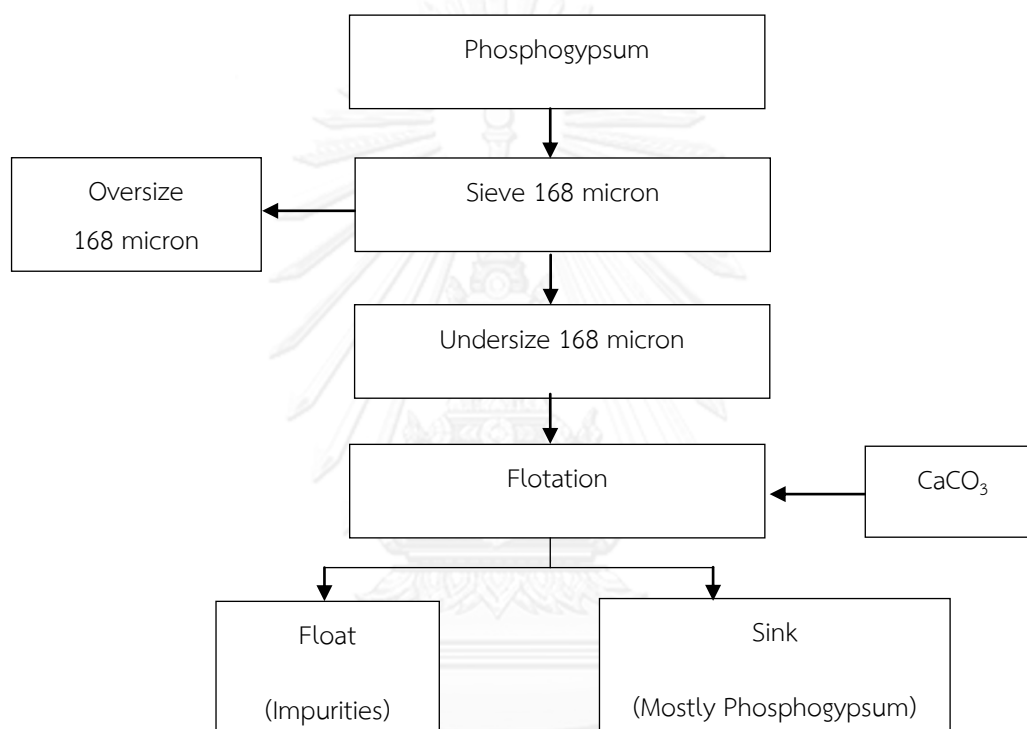 Phosphogypsum
Sieve 168 micron
Oversize
168 micron
Undersize 168 micron
Flotation
CaCO₃
Float
(Impurities)
Sink
(Mostly Phosphogypsum)